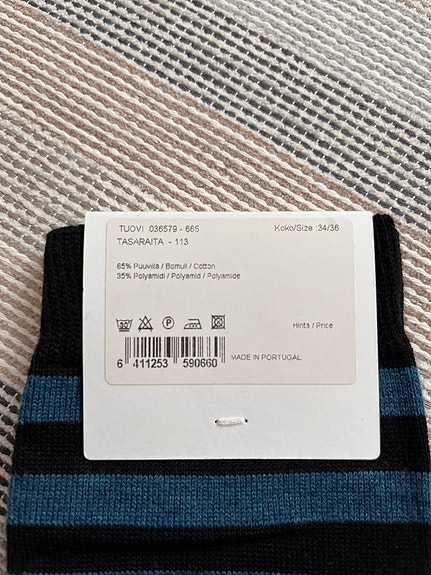 TUOVI 036579 - 665
Koko/Size :34/36
TASARAITA - 113
65% Puuvilla / Bomull / Cotton
35% Polyamidi / Polyamid / Polyamide
Hinta / Price
6 411253 590660
MADE IN PORTUGAL